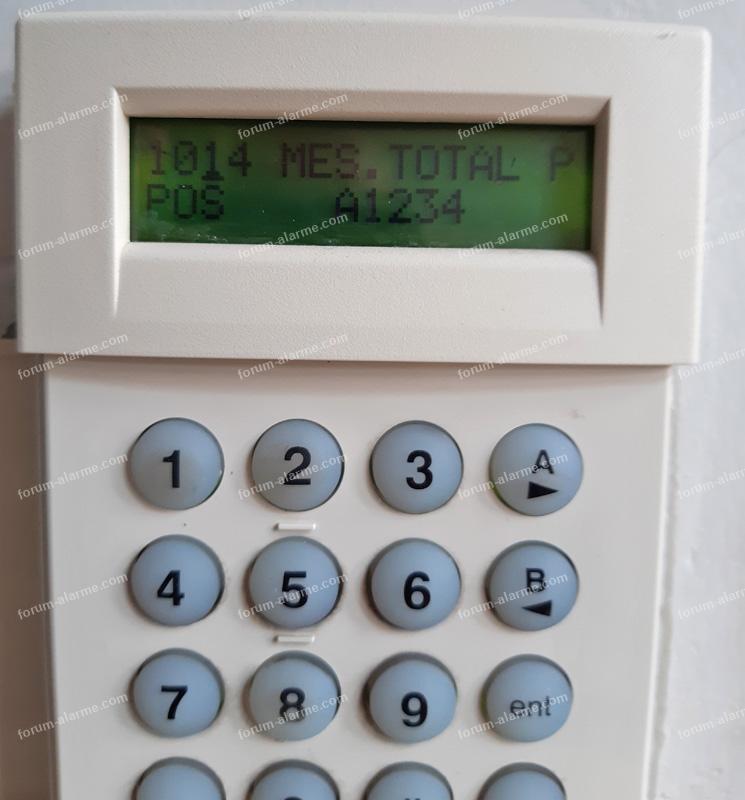 1014 MES.TOTAL P
POS A1234
1 2 3 A
4 5 6 B
7 8 9 ent
forum-alarme.com